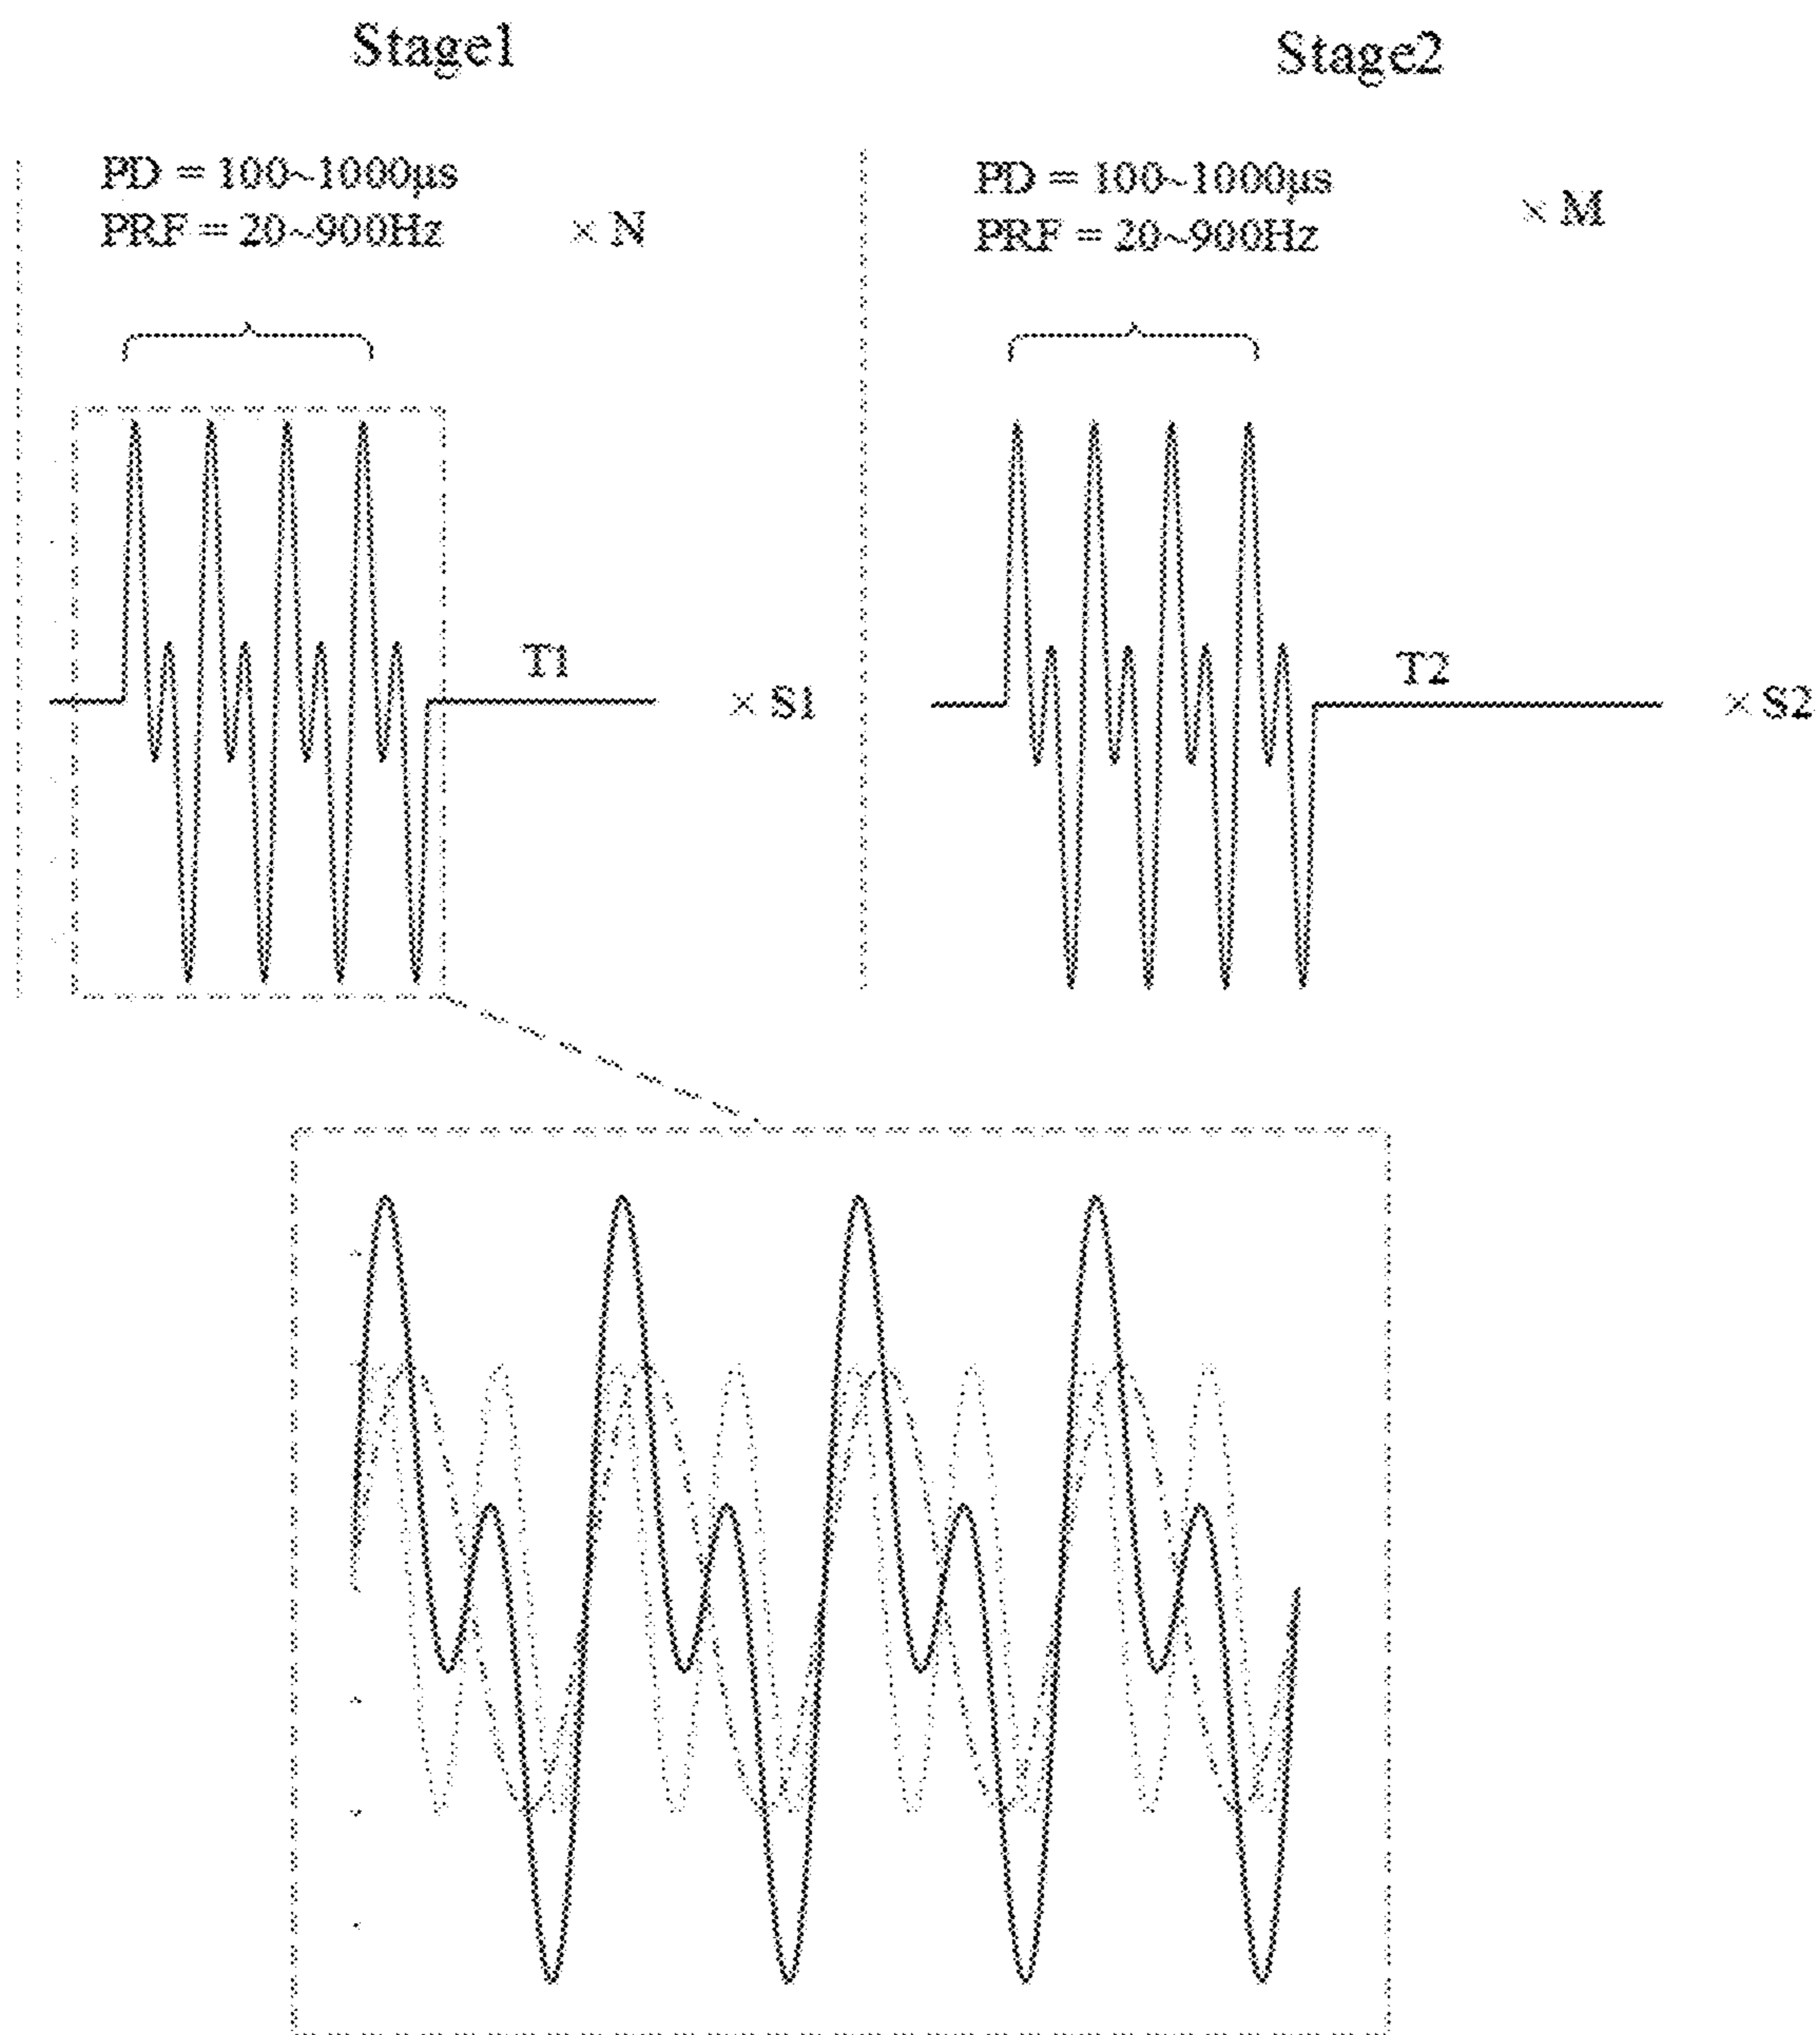 Stage1
Stage2
PD = 100~1000μs
PRF = 20~900Hz
× N
PD = 100~1000μs
PRF = 20~900Hz
× M
T1
× S1
T2
× S2